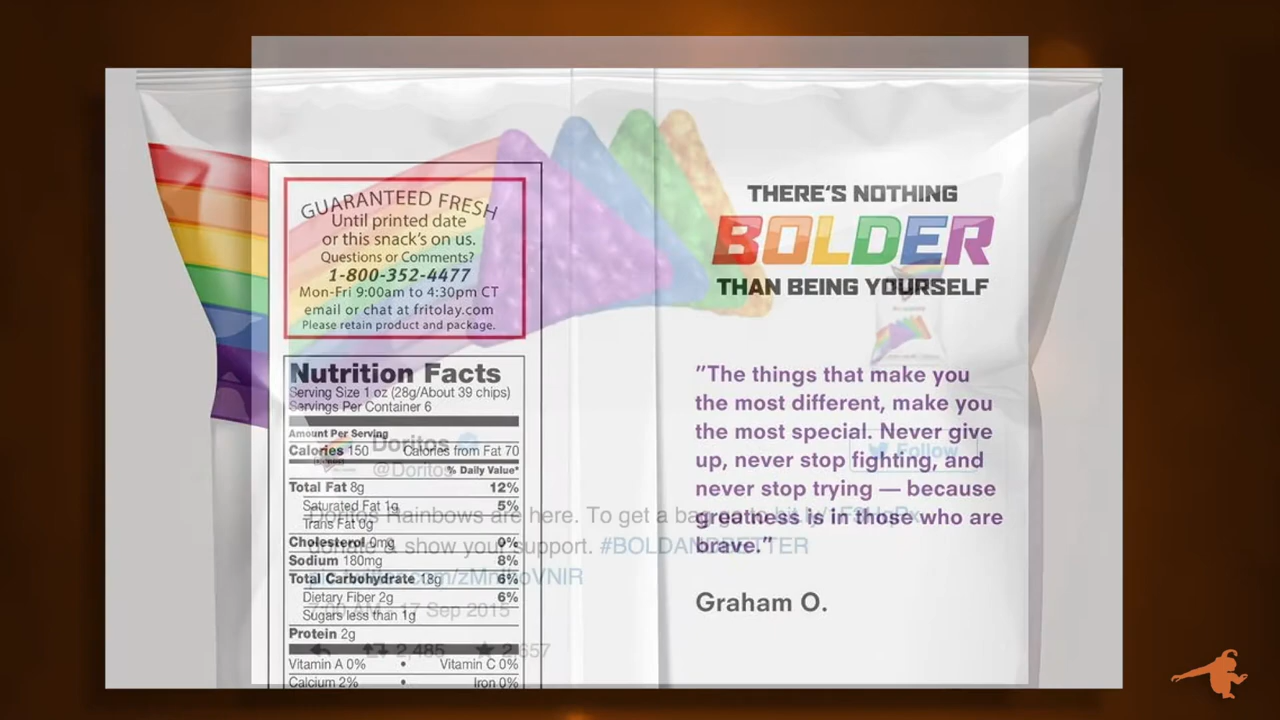 GUARANTEED FRESH
Until printed date
or this snack's on us.
Questions or Comments?
1-800-352-4477
Mon-Fri 9:00am to 4:30pm CT
email or chat at fritolay.com
Please retain product and package.
Nutrition Facts
Serving Size 1 oz (28g/About 39 chips)
Servings Per Container 6
Amount Per Serving
Calories 150 Calories from Fat 70
% Daily Value*
Total Fat 8g 12%
Saturated Fat 1g 5%
Trans Fat 0g
Cholesterol 0mg 0%
Sodium 180mg 8%
Total Carbohydrate 18g 6%
Dietary Fiber 2g 6%
Sugars less than 1g
Protein 2g
Vitamin A 0% • Vitamin C 0%
Calcium 2% • Iron 0%
THERE'S NOTHING
BOLDER
THAN BEING YOURSELF
"The things that make you
the most different, make you
the most special. Never give
up, never stop fighting, and
never stop trying — because
greatness is in those who are
brave."
Graham O.
Doritos
@Doritos
Follow
Doritos Rainbows are here. To get a bag go to
donate & show your support. #BOLDANDBETTER
7:00 AM - 17 Sep 2015
2,485 2,657